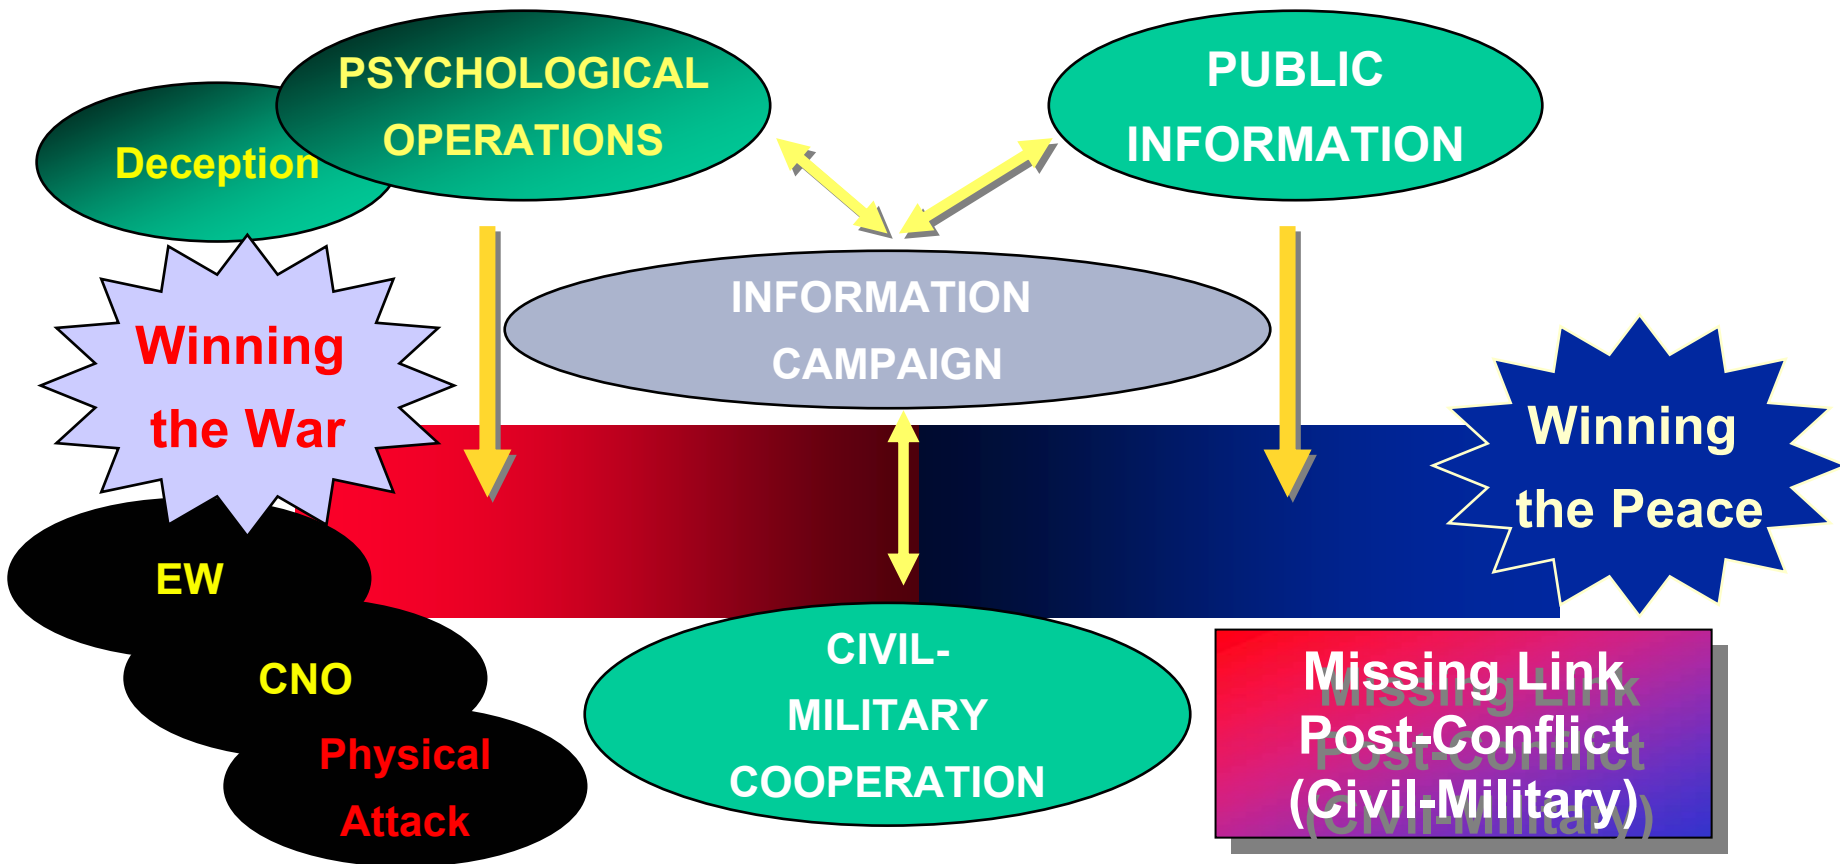 PSYCHOLOGICAL
OPERATIONS
PUBLIC
INFORMATION
Deception
INFORMATION
CAMPAIGN
Winning
the War
Winning
the Peace
EW
CNO
Physical
Attack
CIVIL-
MILITARY
COOPERATION
Missing Link
Post-Conflict
(Civil-Military)